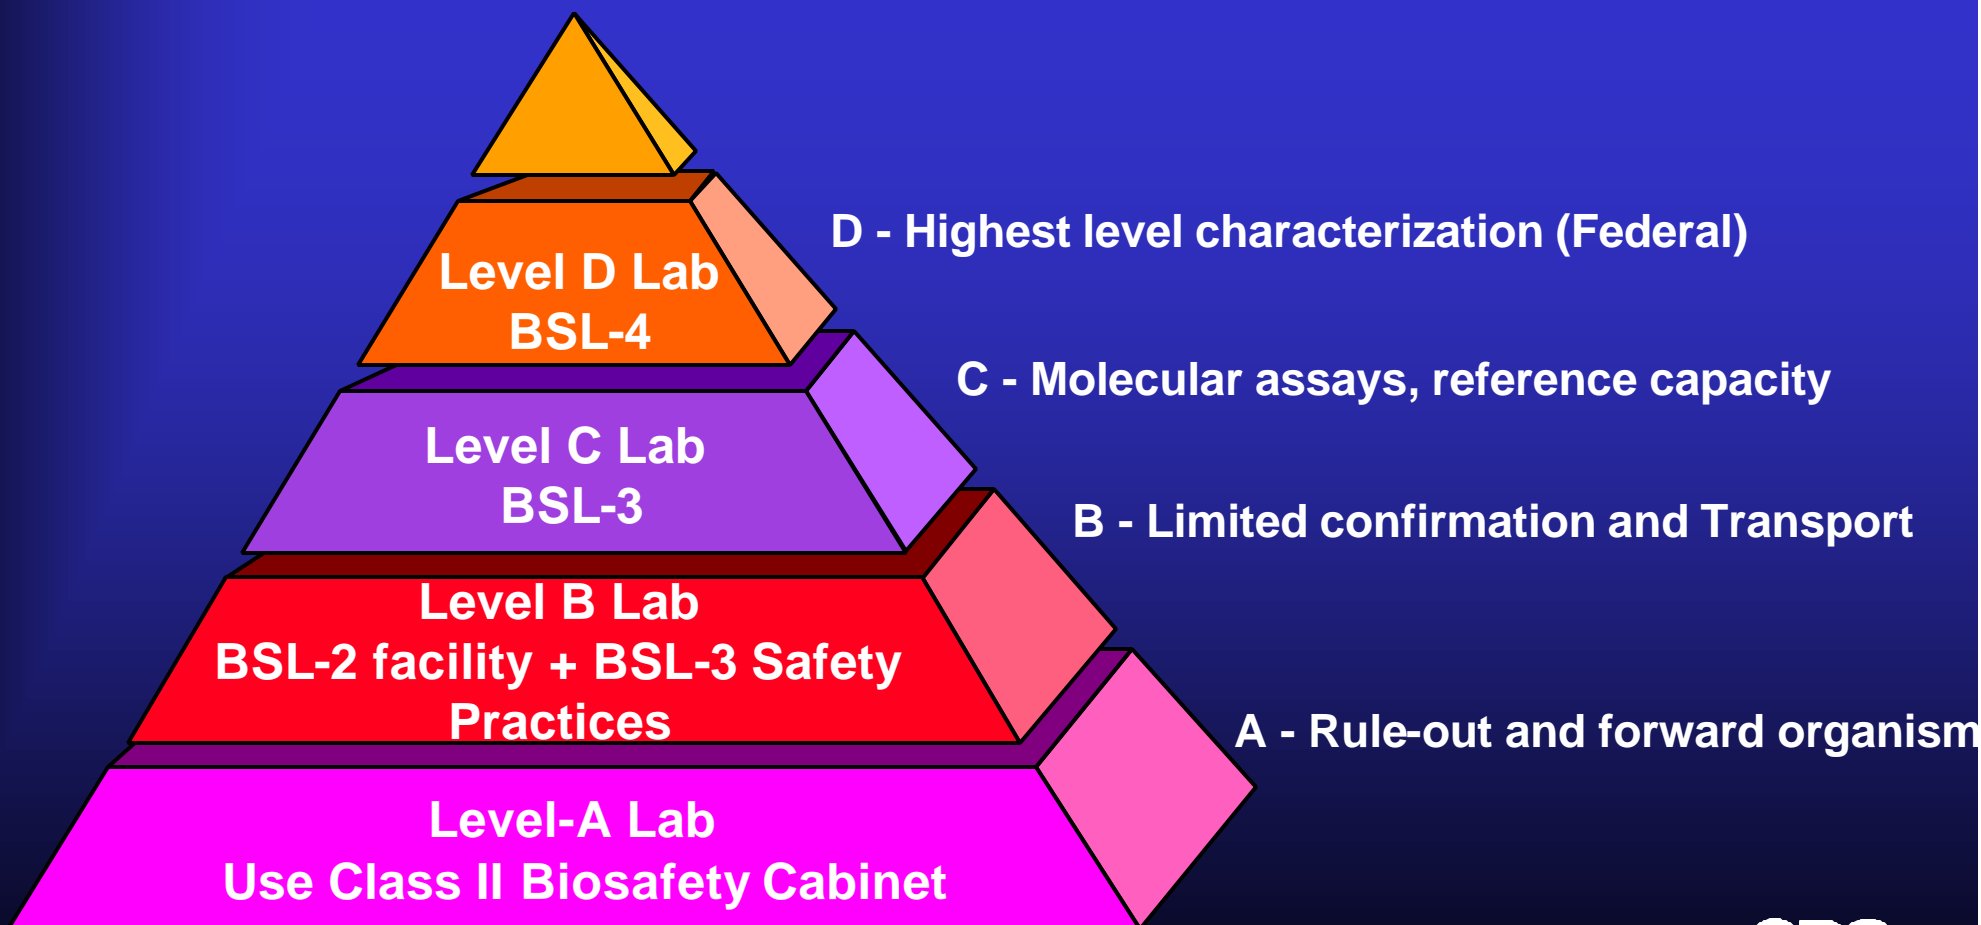 D - Highest level characterization (Federal)
Level D Lab
BSL-4
C - Molecular assays, reference capacity
Level C Lab
BSL-3
B - Limited confirmation and Transport
Level B Lab
BSL-2 facility + BSL-3 Safety
Practices
A - Rule-out and forward organism
Level-A Lab
Use Class II Biosafety Cabinet